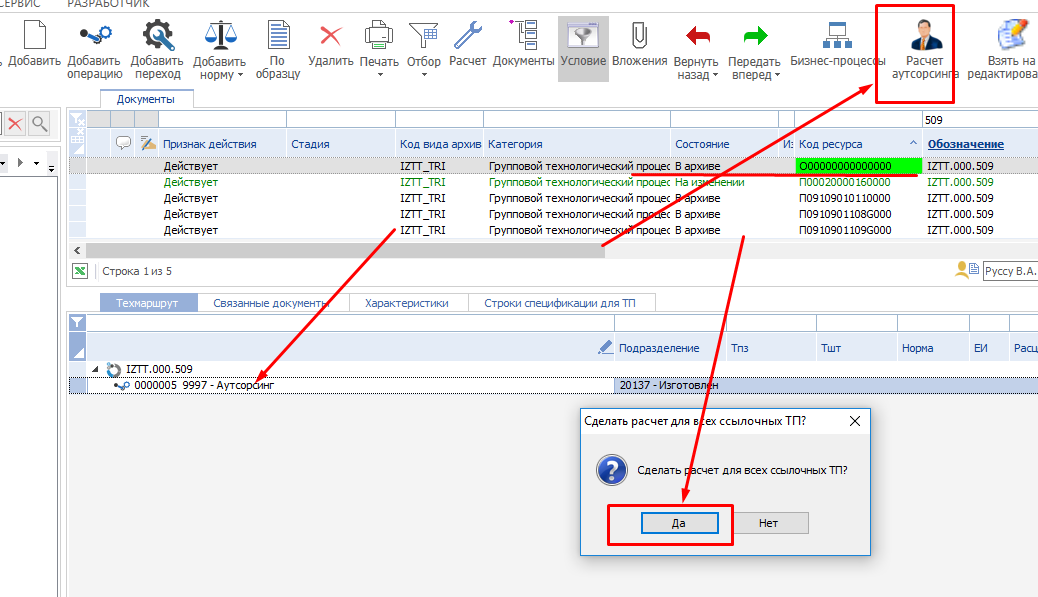 СЕРВИС РАЗРАБОТЧИК
Добавить Добавить операцию Добавить переход Добавить норму По образцу Удалить Печать Отбор Расчет Документы Условие Вложения Вернуть назад Передать вперед Бизнес-процессы Расчет аутсорсинга Взять на редактирова
Документы
509
Признак действия Стадия Код вида архив Категория Состояние Из Код ресурса Обозначение
Действует IZTT_TRI Групповой технологический процес В архиве О00000000000000 IZTT.000.509
Действует IZTT_TRI Групповой технологический процес На изменении П00020000160000 IZTT.000.509
Действует IZTT_TRI Групповой технологический процес В архиве П09109010110000 IZTT.000.509
Действует IZTT_TRI Групповой технологический процес В архиве П0910901108G000 IZTT.000.509
Действует IZTT_TRI Групповой технологический процес В архиве П0910901109G000 IZTT.000.509
Строка 1 из 5 Руссу В.А.
Техмаршрут Связанные документы Характеристики Строки спецификации для ТП
Подразделение Тпз Тшт Норма ЕИ Расц
IZTT.000.509
0000005 9997 - Аутсорсинг 20137 - Изготовлен
Сделать расчет для всех ссылочных ТП?
Сделать расчет для всех ссылочных ТП?
Да Нет